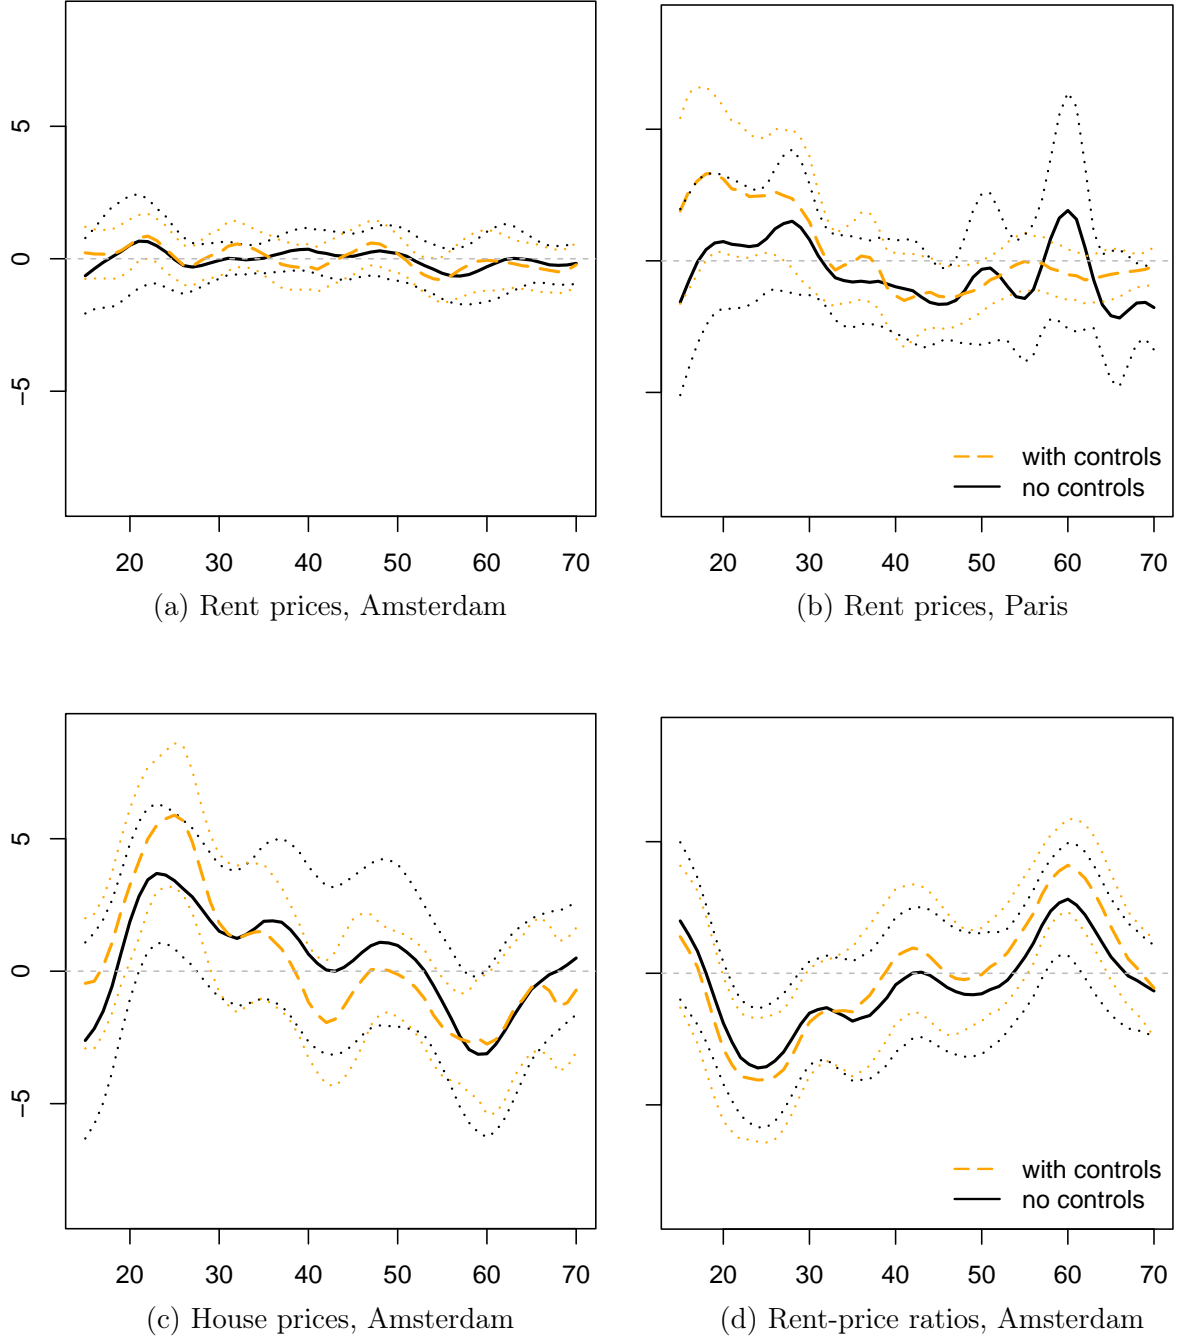 5
0
−5
20 30 40 50 60 70
(a) Rent prices, Amsterdam
with controls
no controls
20 30 40 50 60 70
(b) Rent prices, Paris
5
0
−5
20 30 40 50 60 70
(c) House prices, Amsterdam
with controls
no controls
20 30 40 50 60 70
(d) Rent-price ratios, Amsterdam